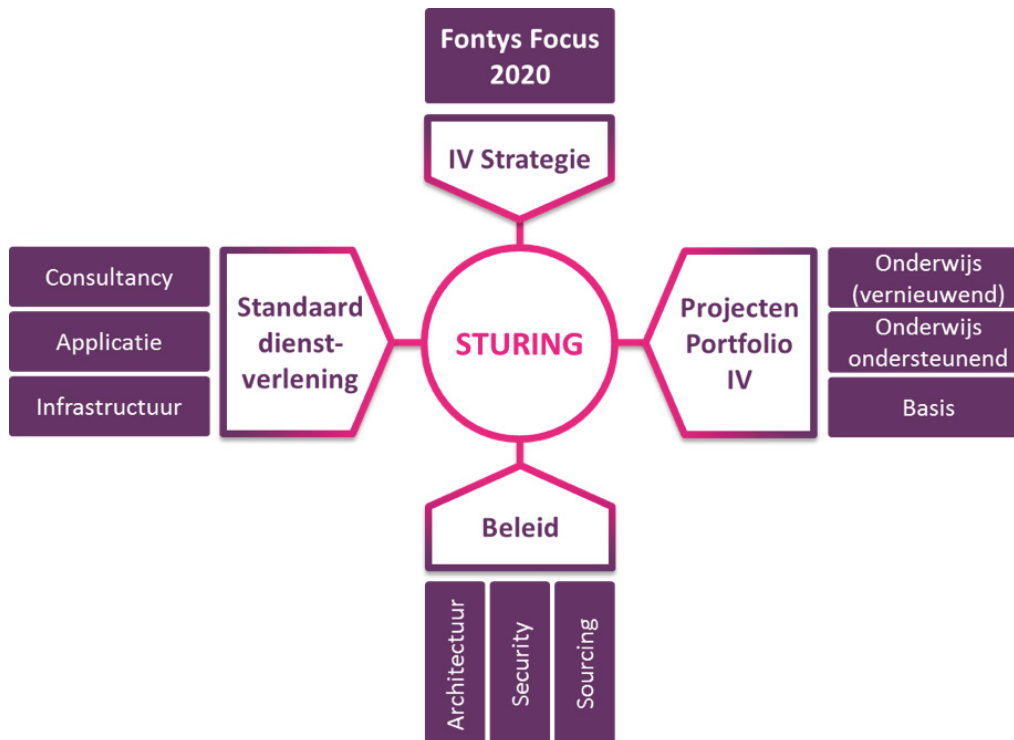 Fontys Focus
2020
IV Strategie
Consultancy
Applicatie
Infrastructuur
Standaard
dienst-
verlening
STURING
Projecten
Portfolio
IV
Onderwijs
(vernieuwend)
Onderwijs
ondersteunend
Basis
Beleid
Architectuur
Security
Sourcing